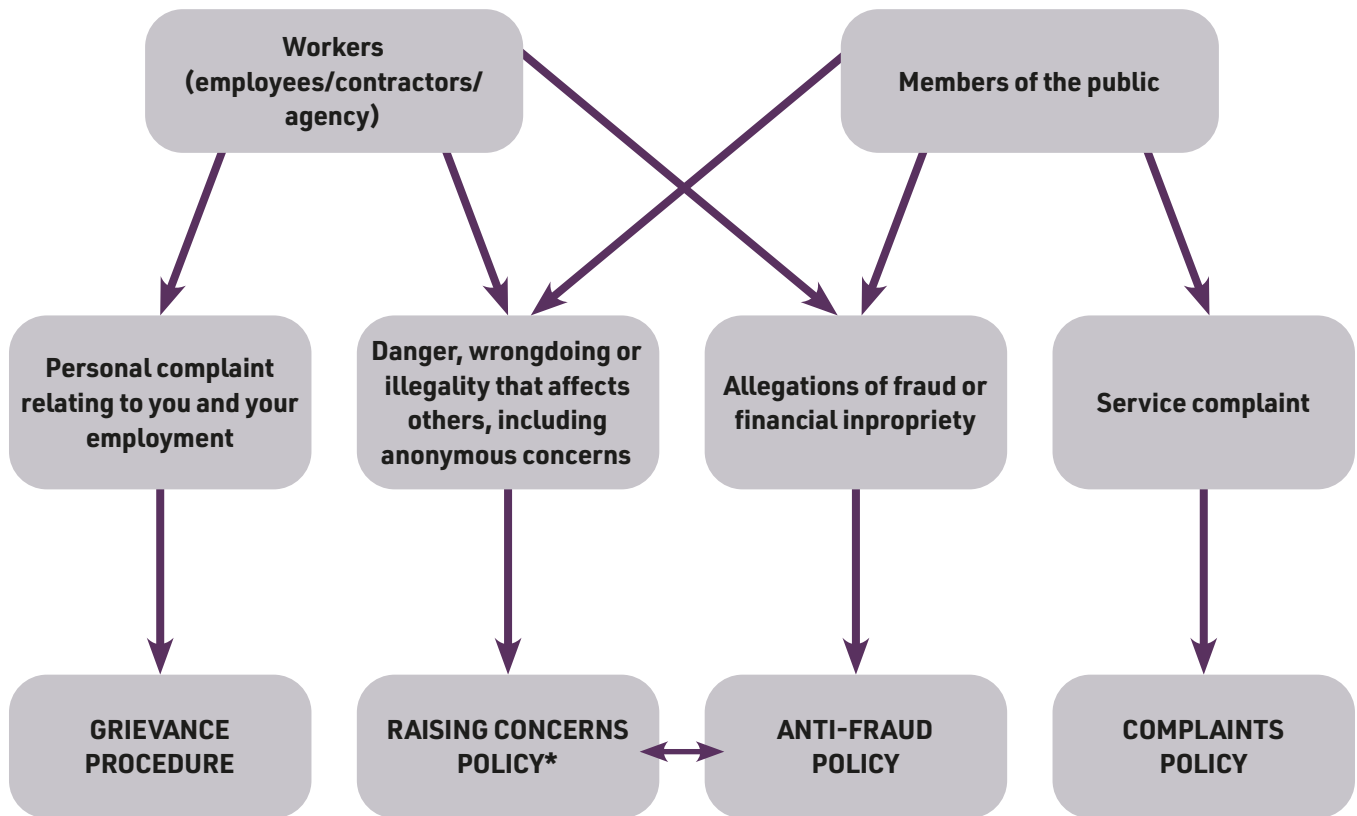 Workers
(employees/contractors/
agency)
Members of the public
Personal complaint
relating to you and your
employment
Danger, wrongdoing or
illegality that affects
others, including
anonymous concerns
Allegations of fraud or
financial inpropriety
Service complaint
GRIEVANCE
PROCEDURE
RAISING CONCERNS
POLICY*
ANTI-FRAUD
POLICY
COMPLAINTS
POLICY